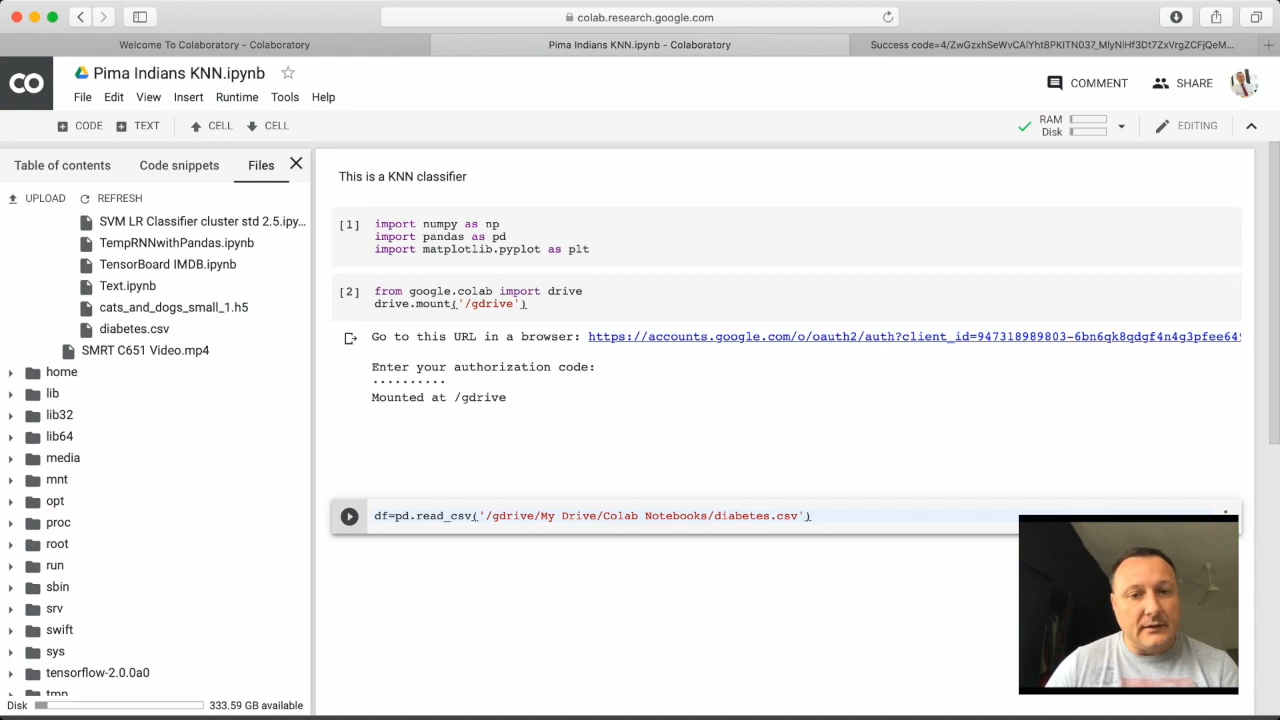 colab.research.google.com
Welcome To Colaboratory - Colaboratory
Pima Indians KNN.ipynb - Colaboratory
CO
Pima Indians KNN.ipynb
COMMENT
SHARE
File Edit View Insert Runtime Tools Help
CODE TEXT CELL CELL
RAM
Disk
EDITING
Table of contents Code snippets Files
UPLOAD REFRESH
SVM LR Classifier cluster std 2.5.ipy...
TempRNNwithPandas.ipynb
TensorBoard IMDB.ipynb
Text.ipynb
cats_and_dogs_small_1.h5
diabetes.csv
SMRT C651 Video.mp4
home
lib
lib32
lib64
media
mnt
opt
proc
root
run
sbin
srv
swift
sys
tensorflow-2.0.0a0
tmp
Disk 333.59 GB available
This is a KNN classifier
[1] import numpy as np
import pandas as pd
import matplotlib.pyplot as plt
[2] from google.colab import drive
drive.mount('/gdrive')
Go to this URL in a browser: https://accounts.google.com/o/oauth2/auth?client_id=947318989803-6bn6qk8qdgf4n4g3pfee649
Enter your authorization code:
··········
Mounted at /gdrive
df=pd.read_csv('/gdrive/My Drive/Colab Notebooks/diabetes.csv')